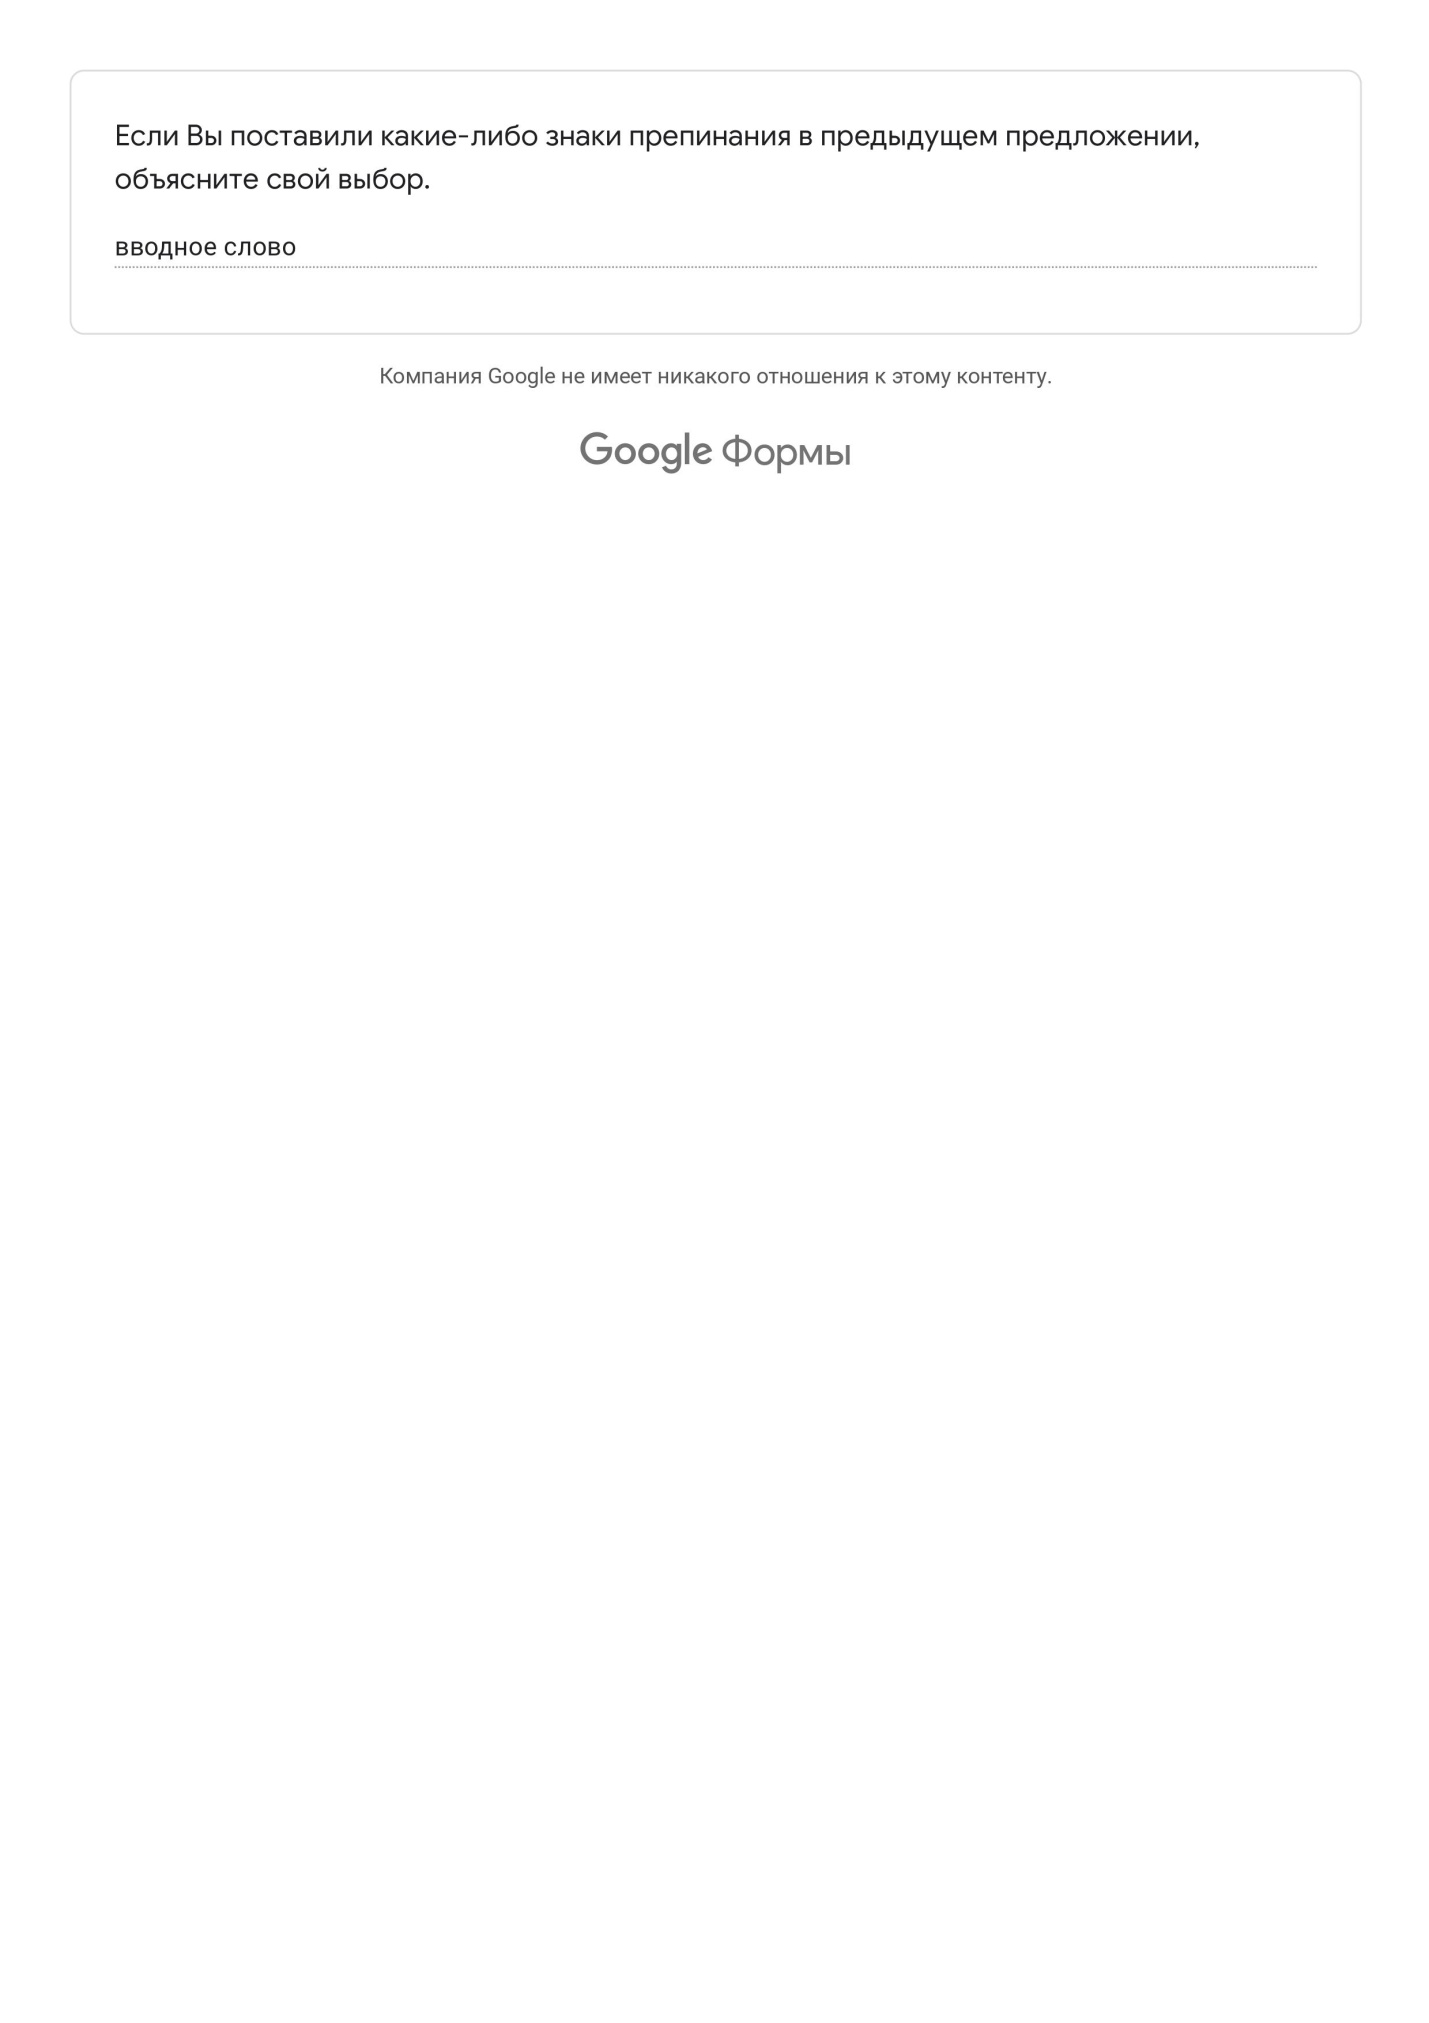 Если Вы поставили какие-либо знаки препинания в предыдущем предложении,
объясните свой выбор.
вводное слово
Компания Google не имеет никакого отношения к этому контенту.
Google Формы